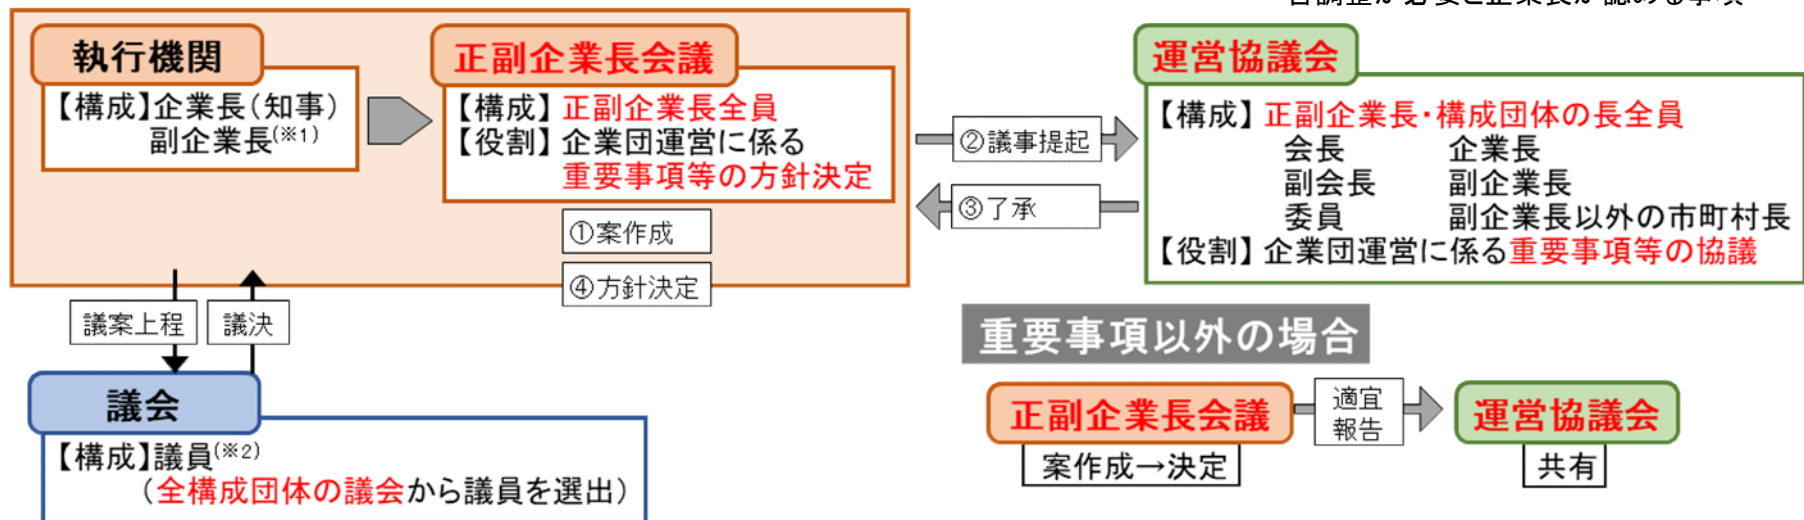 執行機関
【構成】企業長（知事）
副企業長(※1)
正副企業長会議
【構成】 正副企業長全員
【役割】 企業団運営に係る
重要事項等の方針決定
①案作成
④方針決定
②議事提起
③了承
運営協議会
【構成】 正副企業長・構成団体の長全員
会長 企業長
副会長 副企業長
委員 副企業長以外の市町村長
【役割】 企業団運営に係る重要事項等の協議
議案上程
議決
議会
【構成】議員(※2)
（全構成団体の議会から議員を選出）
重要事項以外の場合
正副企業長会議
案作成→決定
適宜
報告
運営協議会
共有